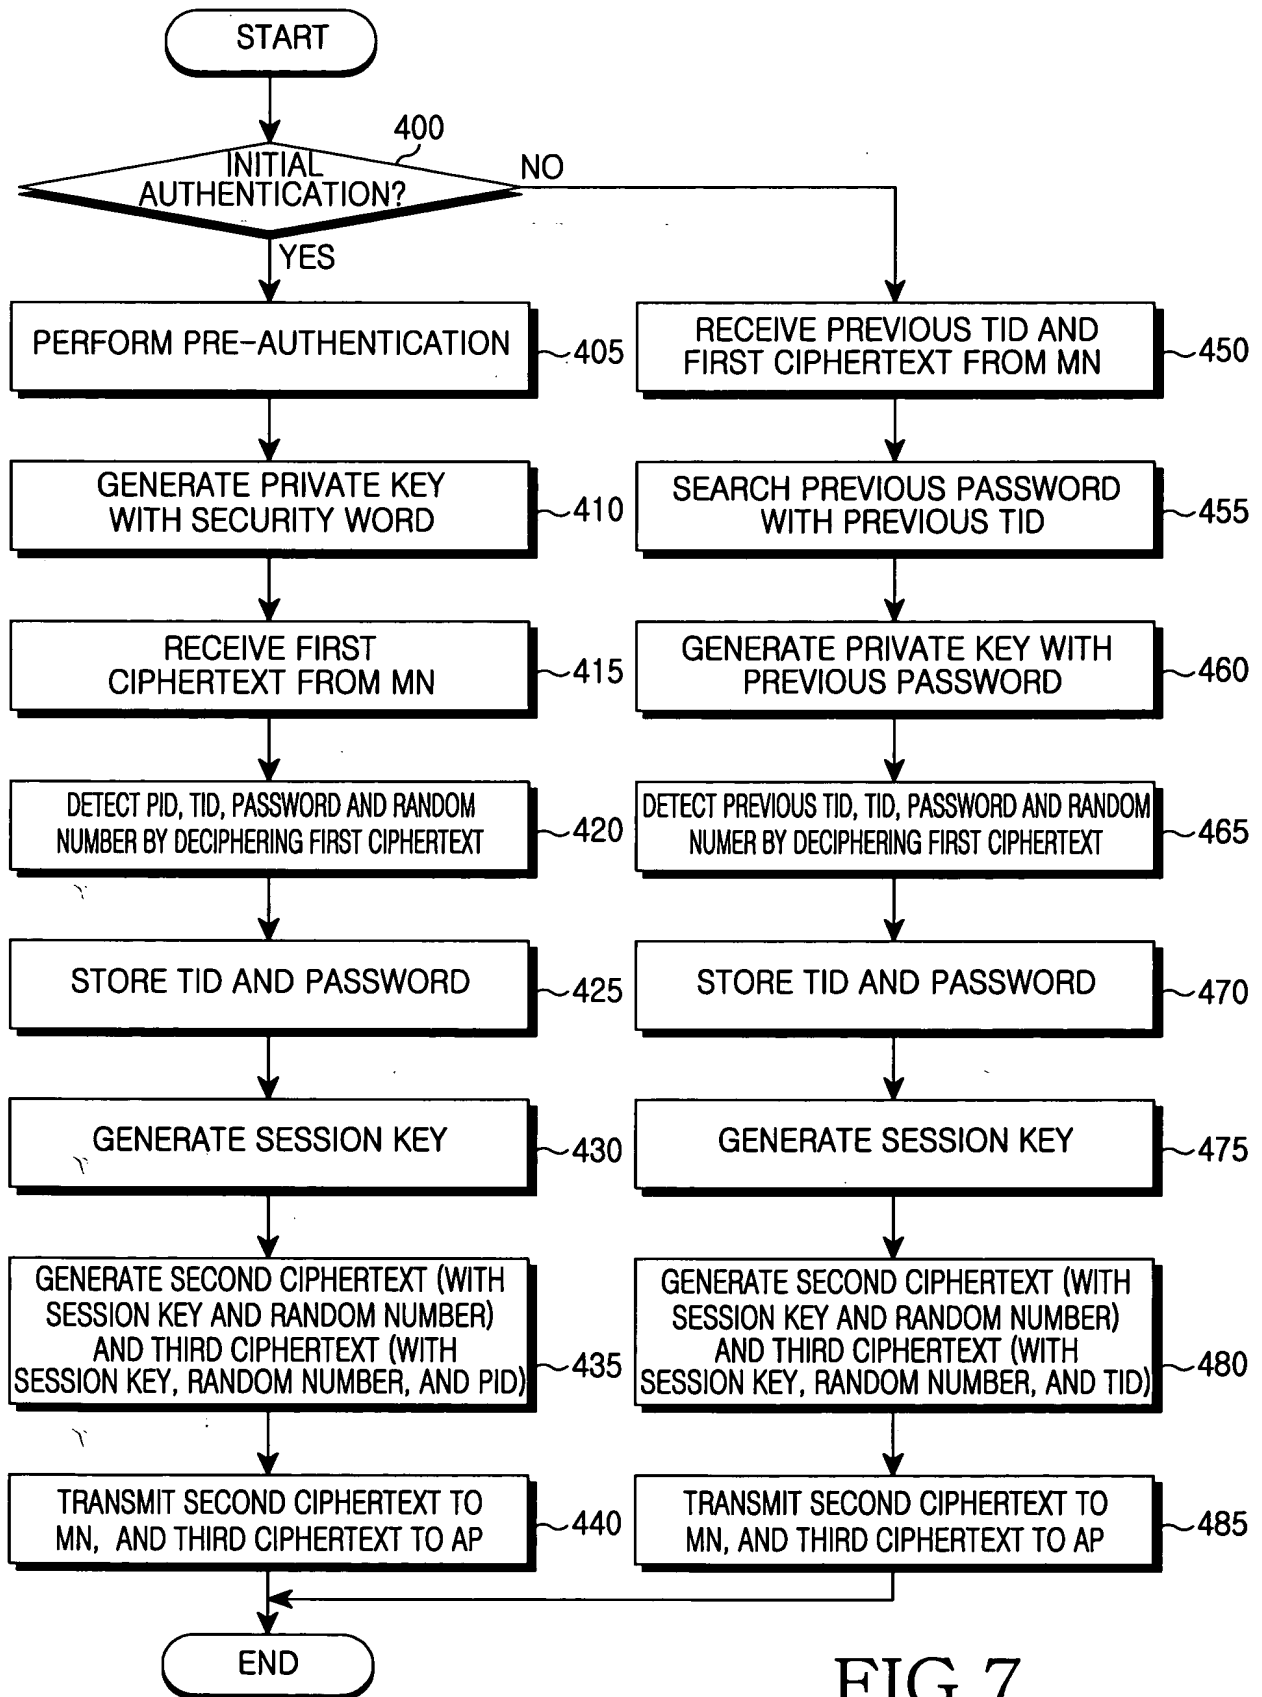 START
400
INITIAL
AUTHENTICATION?
NO
YES
PERFORM PRE-AUTHENTICATION
405
GENERATE PRIVATE KEY
WITH SECURITY WORD
410
RECEIVE FIRST
CIPHERTEXT FROM MN
415
DETECT PID, TID, PASSWORD AND RANDOM
NUMBER BY DECIPHERING FIRST CIPHERTEXT
420
STORE TID AND PASSWORD
425
GENERATE SESSION KEY
430
GENERATE SECOND CIPHERTEXT (WITH
SESSION KEY AND RANDOM NUMBER)
AND THIRD CIPHERTEXT (WITH
SESSION KEY, RANDOM NUMBER, AND PID)
435
TRANSMIT SECOND CIPHERTEXT TO
MN, AND THIRD CIPHERTEXT TO AP
440
RECEIVE PREVIOUS TID AND
FIRST CIPHERTEXT FROM MN
450
SEARCH PREVIOUS PASSWORD
WITH PREVIOUS TID
455
GENERATE PRIVATE KEY WITH
PREVIOUS PASSWORD
460
DETECT PREVIOUS TID, TID, PASSWORD AND RANDOM
NUMER BY DECIPHERING FIRST CIPHERTEXT
465
STORE TID AND PASSWORD
470
GENERATE SESSION KEY
475
GENERATE SECOND CIPHERTEXT (WITH
SESSION KEY AND RANDOM NUMBER)
AND THIRD CIPHERTEXT (WITH
SESSION KEY, RANDOM NUMBER, AND TID)
480
TRANSMIT SECOND CIPHERTEXT TO
MN, AND THIRD CIPHERTEXT TO AP
485
END
FIG.7